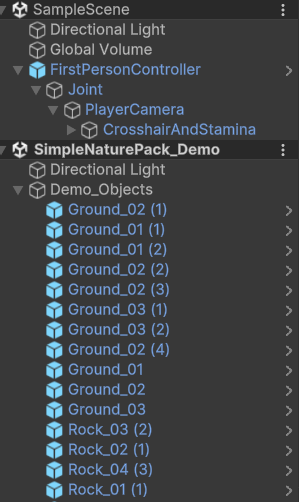 SampleScene
Directional Light
Global Volume
FirstPersonController
Joint
PlayerCamera
CrosshairAndStamina
SimpleNaturePack_Demo
Directional Light
Demo_Objects
Ground_02 (1)
Ground_01 (1)
Ground_01 (2)
Ground_02 (2)
Ground_02 (3)
Ground_03 (1)
Ground_03 (2)
Ground_02 (4)
Ground_01
Ground_02
Ground_03
Rock_03 (2)
Rock_02 (1)
Rock_04 (3)
Rock_01 (1)